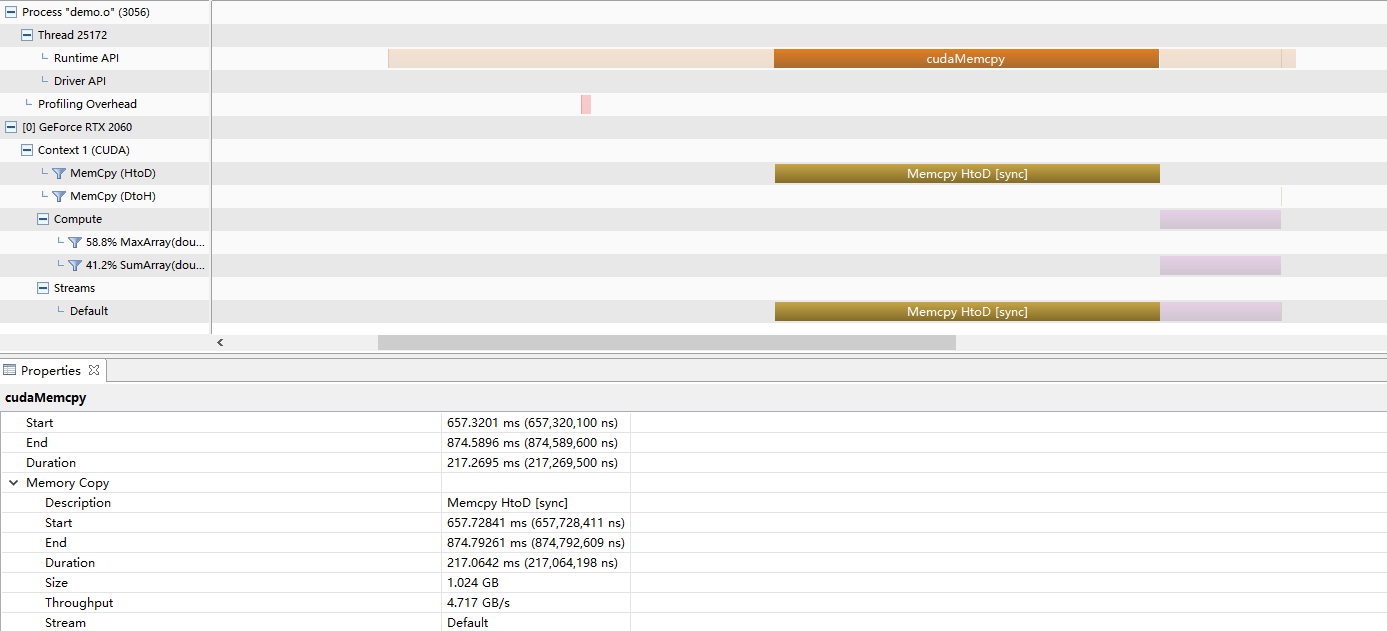 Process "demo.o" (3056)
Thread 25172
Runtime API
cudaMemcpy
Driver API
Profiling Overhead
[0] GeForce RTX 2060
Context 1 (CUDA)
MemCpy (HtoD)
Memcpy HtoD [sync]
MemCpy (DtoH)
Compute
58.8% MaxArray(dou...
41.2% SumArray(dou...
Streams
Default
Memcpy HtoD [sync]
Properties
cudaMemcpy
Start 657.3201 ms (657,320,100 ns)
End 874.5896 ms (874,589,600 ns)
Duration 217.2695 ms (217,269,500 ns)
Memory Copy
Description Memcpy HtoD [sync]
Start 657.72841 ms (657,728,411 ns)
End 874.79261 ms (874,792,609 ns)
Duration 217.0642 ms (217,064,198 ns)
Size 1.024 GB
Throughput 4.717 GB/s
Stream Default